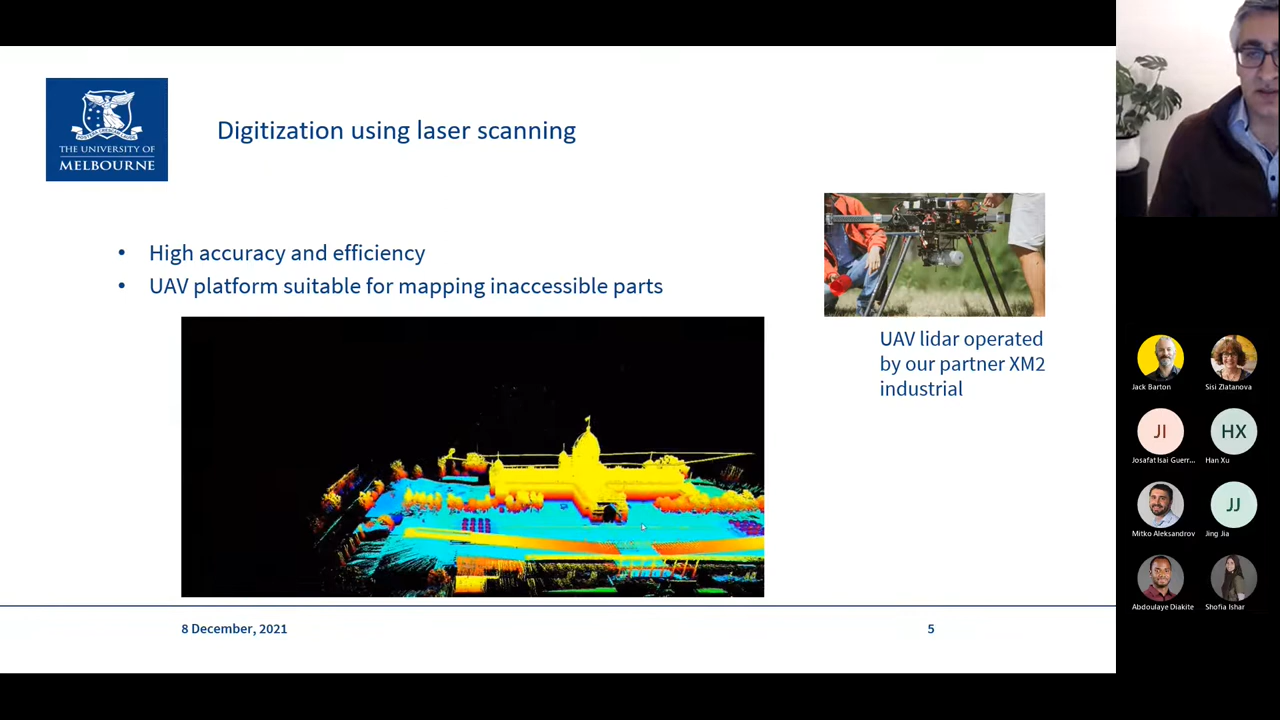 THE UNIVERSITY OF
MELBOURNE
Digitization using laser scanning
• High accuracy and efficiency
• UAV platform suitable for mapping inaccessible parts
UAV lidar operated
by our partner XM2
industrial
8 December, 2021
5
Jack Barton
Sisi Zlatanova
JI
HX
Josafat Isai Guerr...
Han Xu
JJ
Mitko Aleksandrov
Jing Jia
Abdoulaye Diakite
Shofia Ishar